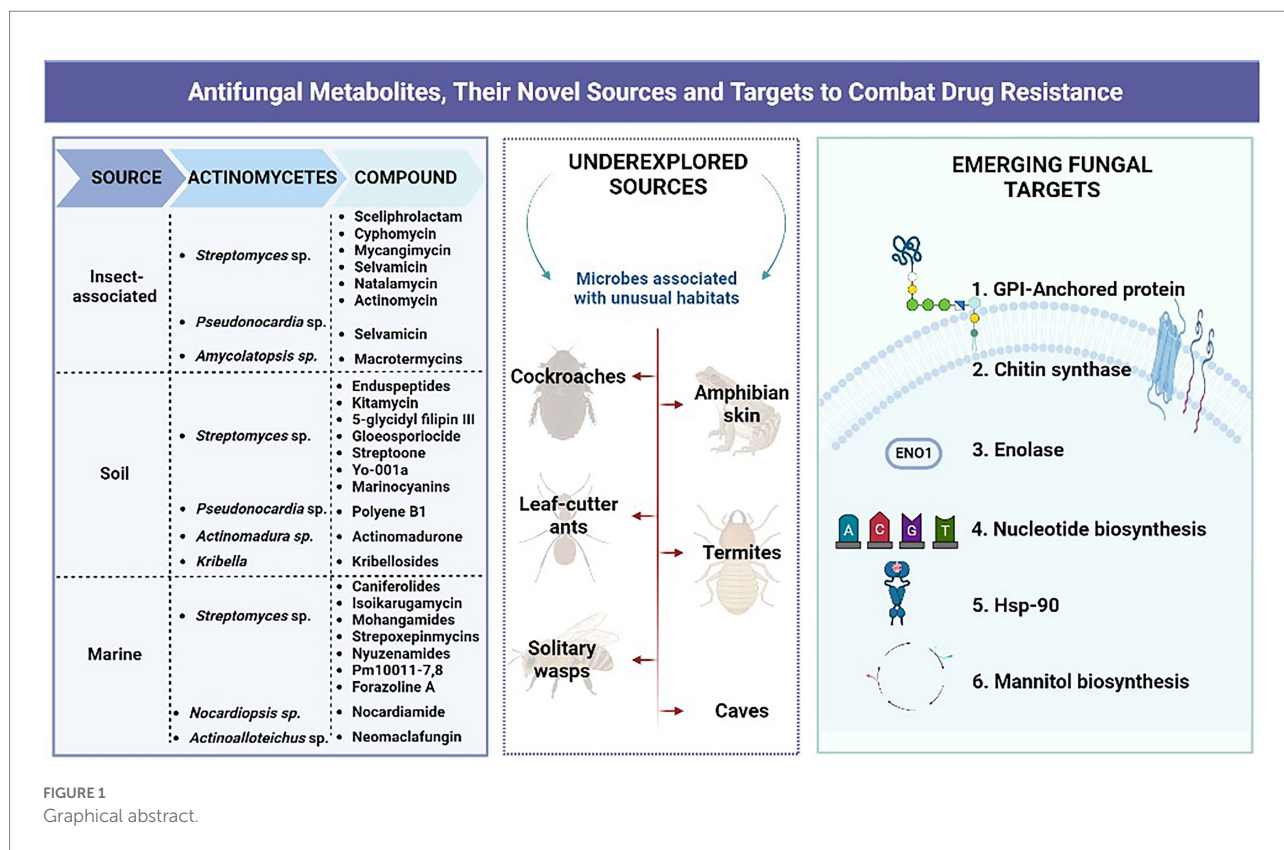 Antifungal Metabolites, Their Novel Sources and Targets to Combat Drug Resistance
SOURCE
ACTINOMYCETES
COMPOUND
Insect-
associated
• Streptomyces sp.
• Sceliphrolactam
• Cyphomycin
• Mycangimycin
• Selvamicin
• Natalamycin
• Actinomycin
• Pseudonocardia sp.
• Selvamicin
• Amycolatopsis sp.
• Macrotermycins
Soil
• Streptomyces sp.
• Enduspeptides
• Kitamycin
• 5-glycidyl filipin III
• Gloeosporiocide
• Streptoone
• Yo-001a
• Marinocyanins
• Pseudonocardia sp.
• Polyene B1
• Actinomadura sp.
• Actinomadurone
• Kribella
• Kribellosides
Marine
• Streptomyces sp.
• Caniferolides
• Isoikarugamycin
• Mohangamides
• Strepoxepinmycins
• Nyuzenamides
• Pm10011-7,8
• Forazoline A
• Nocardiopsis sp.
• Nocardiamide
• Actinoalloteichus sp.
• Neomaclafungin
UNDEREXPLORED
SOURCES
Microbes associated
with unusual habitats
Cockroaches
Amphibian
skin
Leaf-cutter
ants
Termites
Solitary
wasps
Caves
EMERGING FUNGAL
TARGETS
1. GPI-Anchored protein
2. Chitin synthase
ENO1
3. Enolase
A C G T
4. Nucleotide biosynthesis
5. Hsp-90
6. Mannitol biosynthesis
FIGURE 1
Graphical abstract.